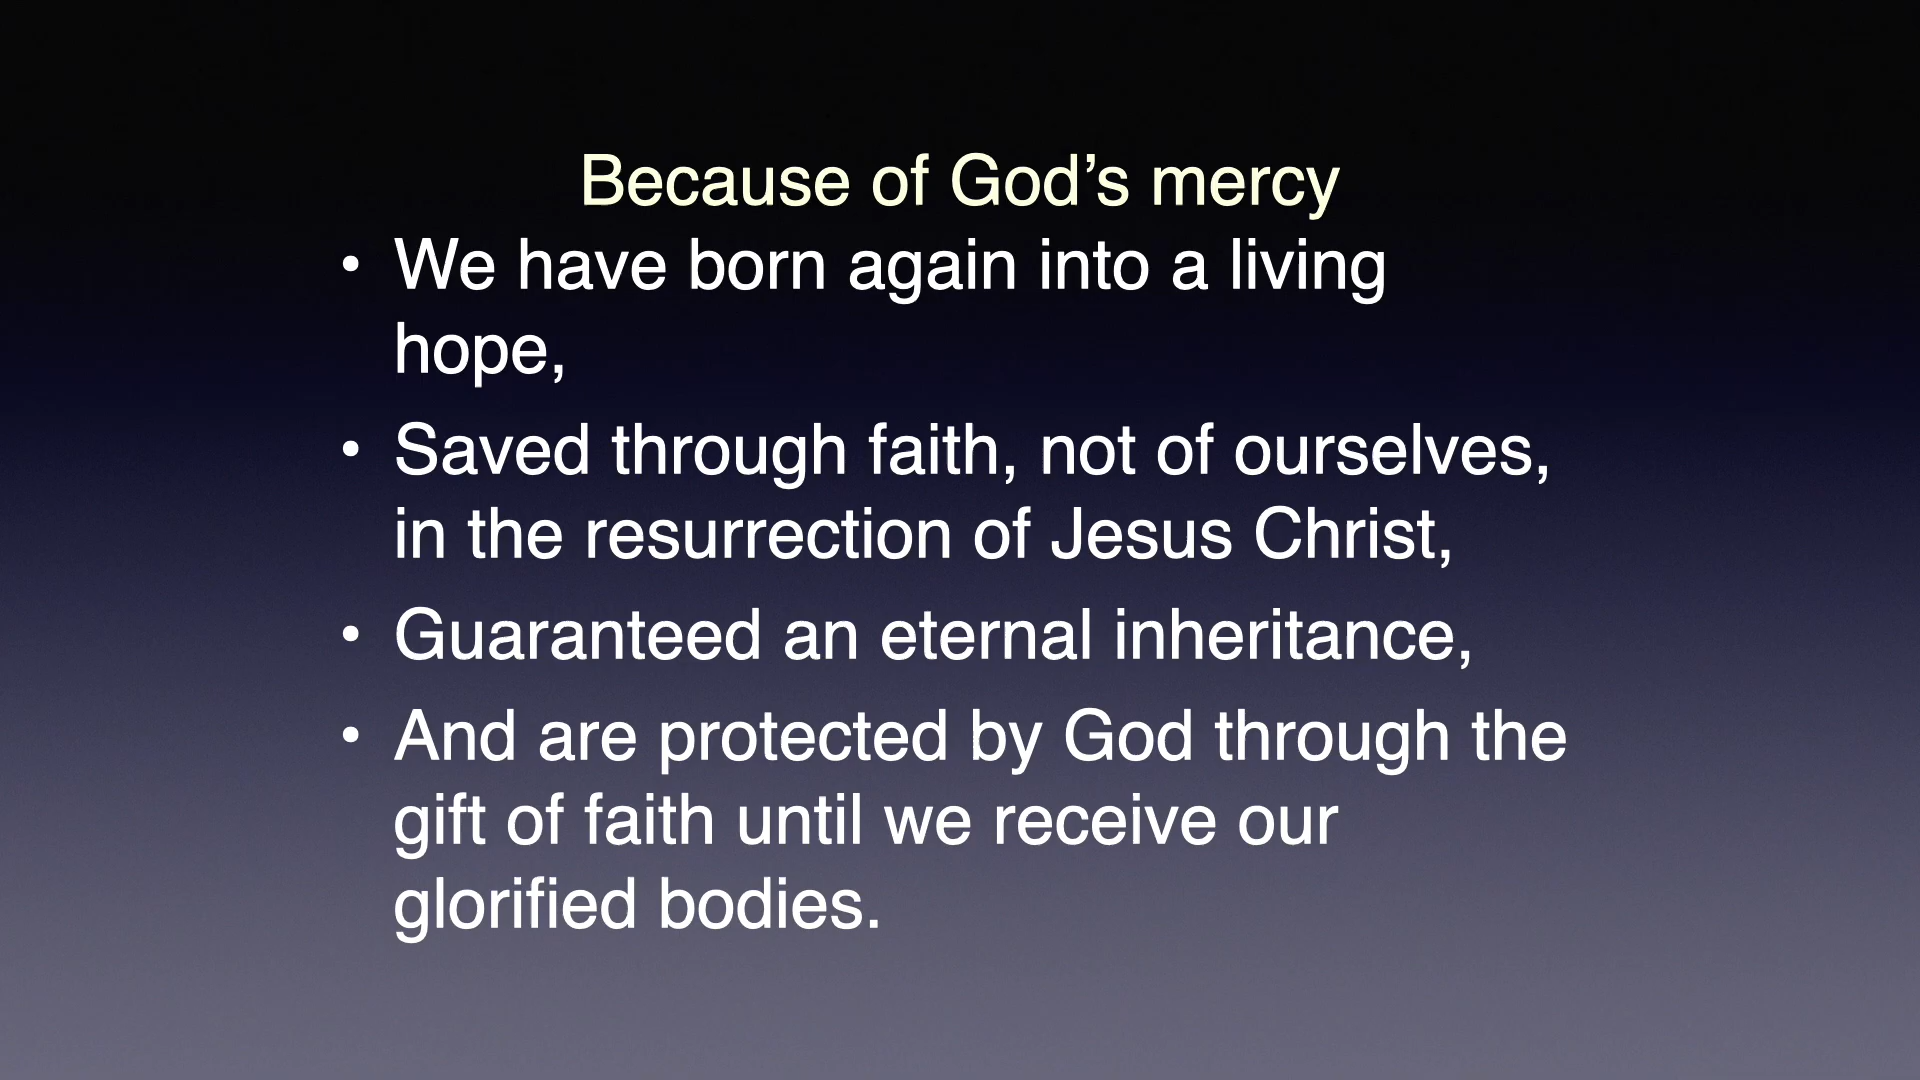 Because of God’s mercy
• We have born again into a living
hope,
• Saved through faith, not of ourselves,
in the resurrection of Jesus Christ,
• Guaranteed an eternal inheritance,
• And are protected by God through the
gift of faith until we receive our
glorified bodies.